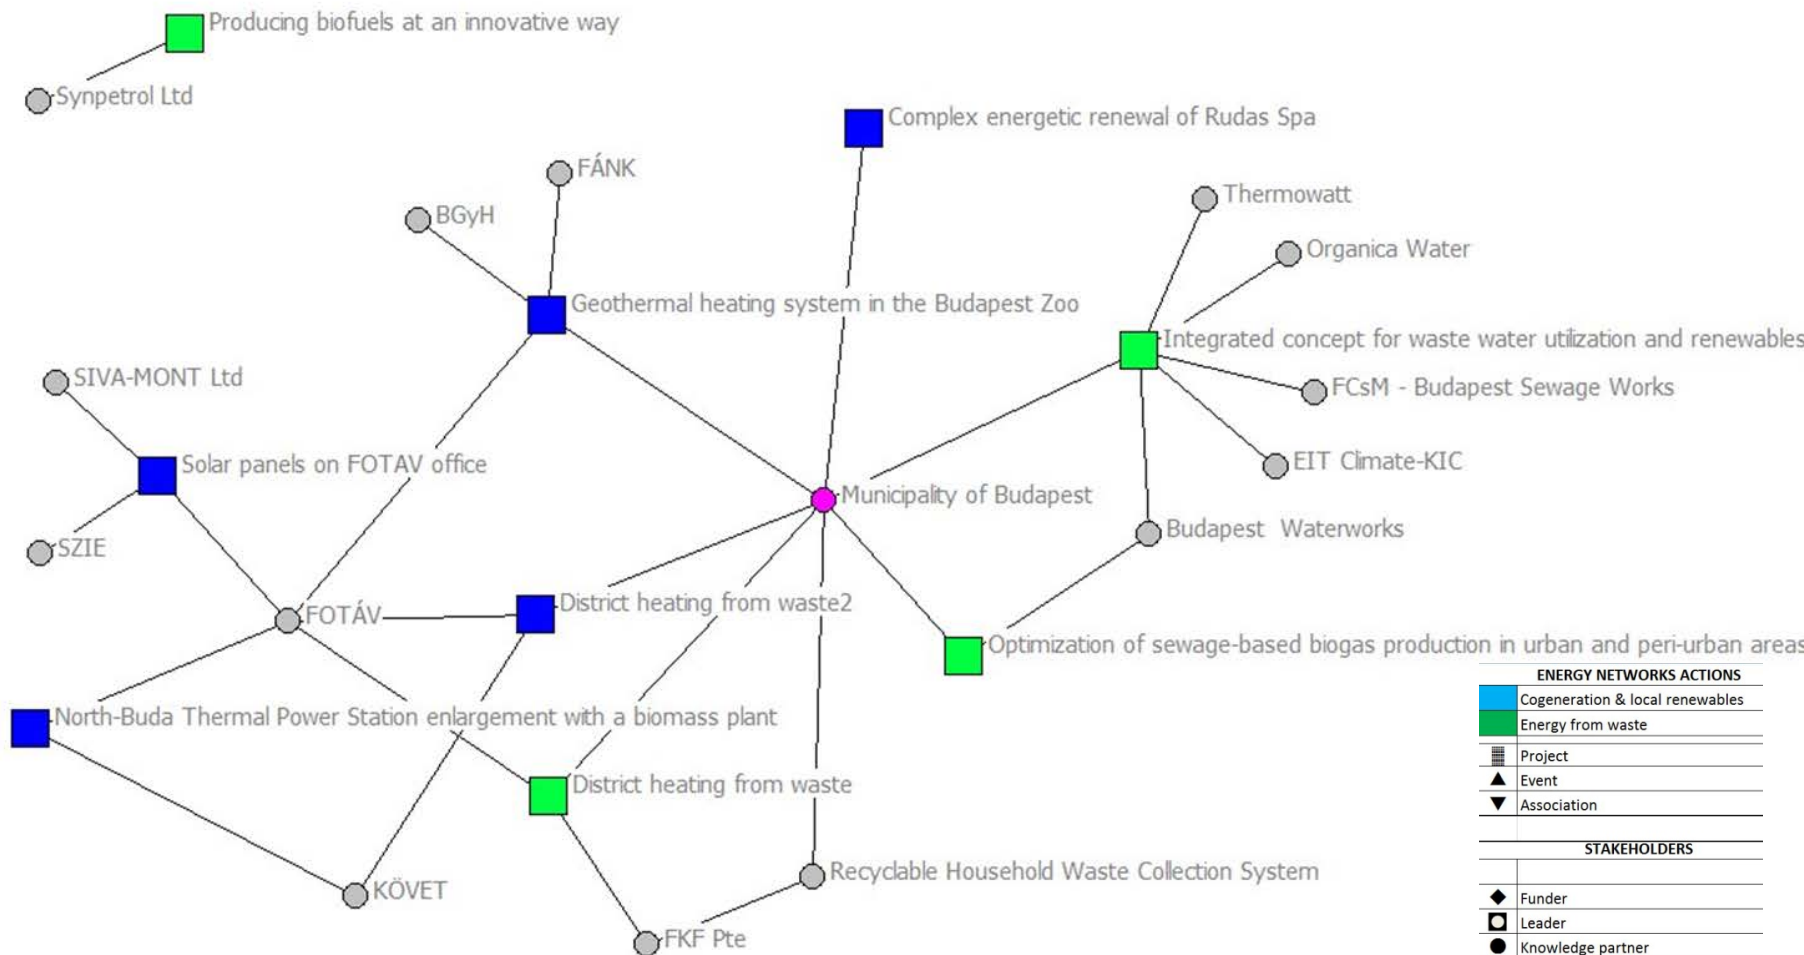 Producing biofuels at an innovative way
Synpetrol Ltd
Complex energetic renewal of Rudas Spa
FÁNK
BGyH
Thermowatt
Organica Water
Geothermal heating system in the Budapest Zoo
Integrated concept for waste water utilization and renewables
SIVA-MONT Ltd
FCsM - Budapest Sewage Works
Solar panels on FOTAV office
EIT Climate-KIC
Municipality of Budapest
Budapest Waterworks
SZIE
District heating from waste2
FOTÁV
Optimization of sewage-based biogas production in urban and peri-urban areas
North-Buda Thermal Power Station enlargement with a biomass plant
District heating from waste
Recyclable Household Waste Collection System
KÖVET
FKF Pte
ENERGY NETWORKS ACTIONS
Cogeneration & local renewables
Energy from waste
Project
Event
Association
STAKEHOLDERS
Funder
Leader
Knowledge partner